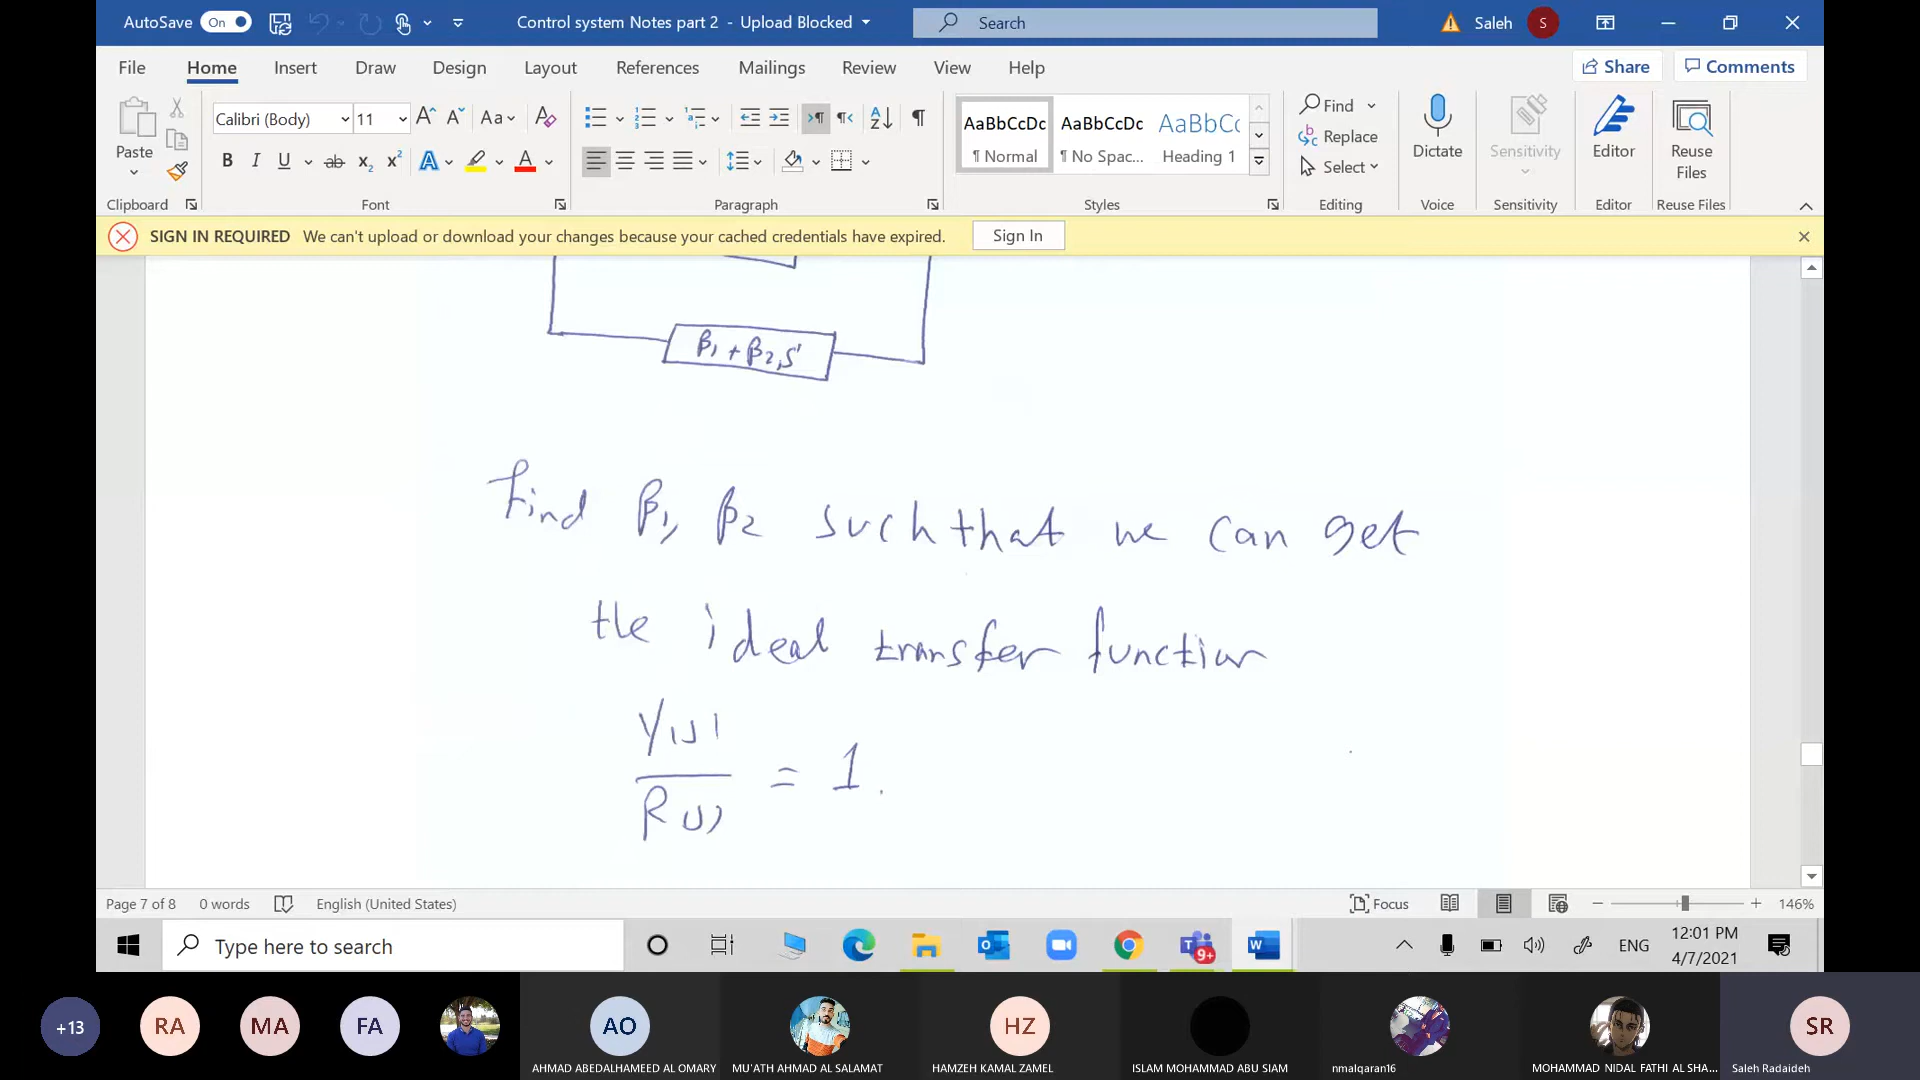 AutoSave On Control system Notes part 2 - Upload Blocked Search Saleh S
File Home Insert Draw Design Layout References Mailings Review View Help Share Comments
Paste Calibri (Body) 11 Aa AaBbCcDc AaBbCcDc AaBbCc Find Replace Select Dictate Sensitivity Editor Reuse Files
B I U ab x₂ x² A A ¶ Normal ¶ No Spac... Heading 1
Clipboard Font Paragraph Styles Editing Voice Sensitivity Editor Reuse Files
SIGN IN REQUIRED We can't upload or download your changes because your cached credentials have expired. Sign In
β₁ + β₂ S
Find β₁, β₂ such that we can get
the ideal transfer function
Y(s)
= 1.
R(s)
Page 7 of 8 0 words English (United States) Focus 146%
Type here to search 9+ ENG 12:01 PM
4/7/2021
+13 RA MA FA AO HZ SR
AHMAD ABEDALHAMEED AL OMARY MU'ATH AHMAD AL SALAMAT HAMZEH KAMAL ZAMEL ISLAM MOHAMMAD ABU SIAM nmalqaran16 MOHAMMAD NIDAL FATHI AL SHA... Saleh Radaideh